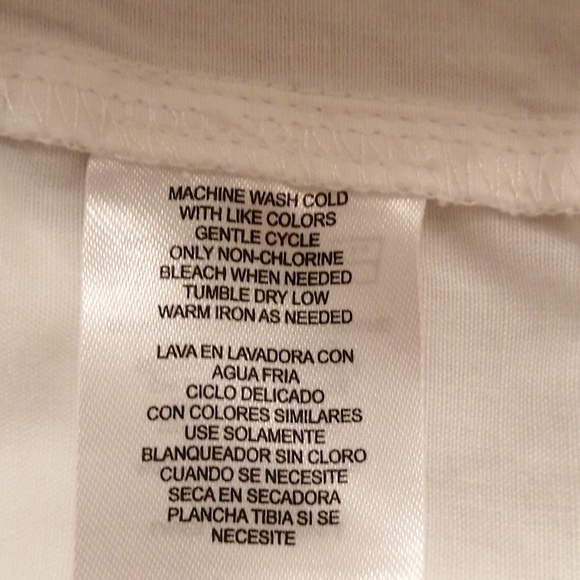 MACHINE WASH COLD
WITH LIKE COLORS
GENTLE CYCLE
ONLY NON-CHLORINE
BLEACH WHEN NEEDED
TUMBLE DRY LOW
WARM IRON AS NEEDED
LAVA EN LAVADORA CON
AGUA FRIA
CICLO DELICADO
CON COLORES SIMILARES
USE SOLAMENTE
BLANQUEADOR SIN CLORO
CUANDO SE NECESITE
SECA EN SECADORA
PLANCHA TIBIA SI SE
NECESITE